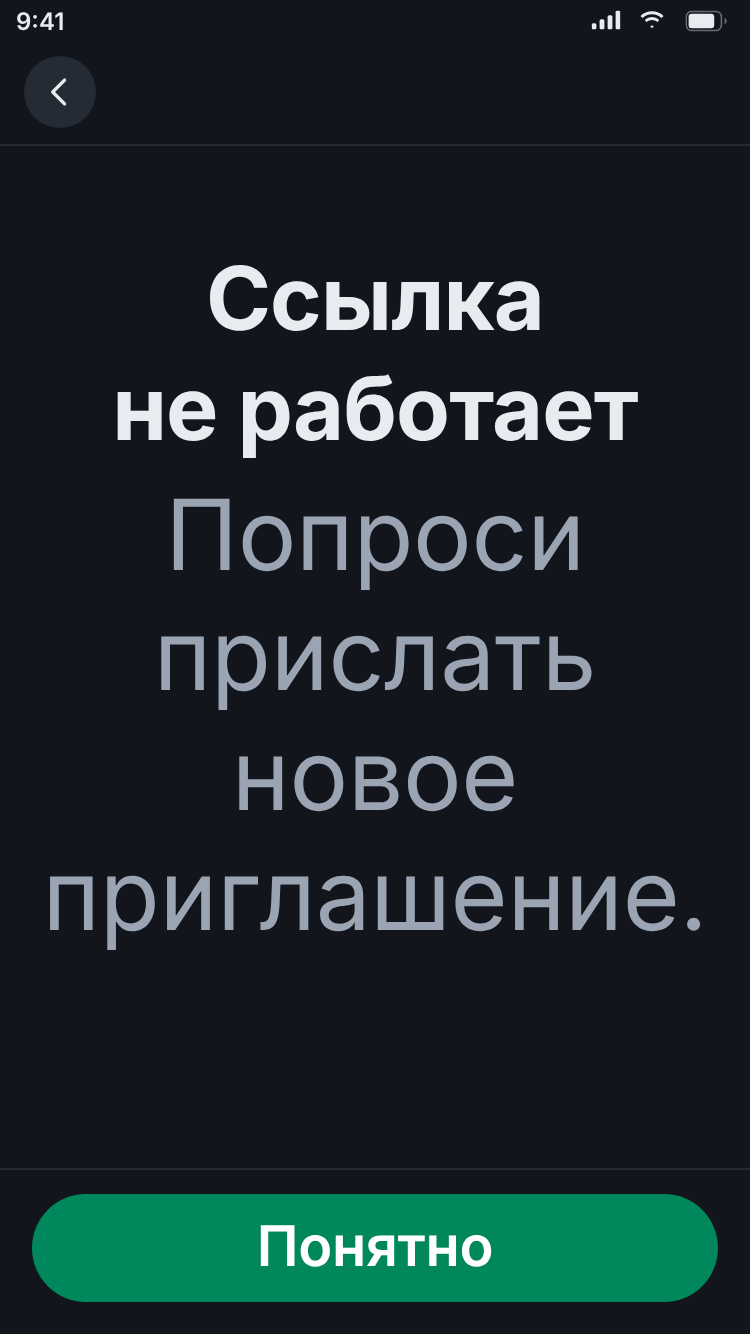 9:41
Ссылка
не работает
Попроси
прислать
новое
приглашение.
Понятно